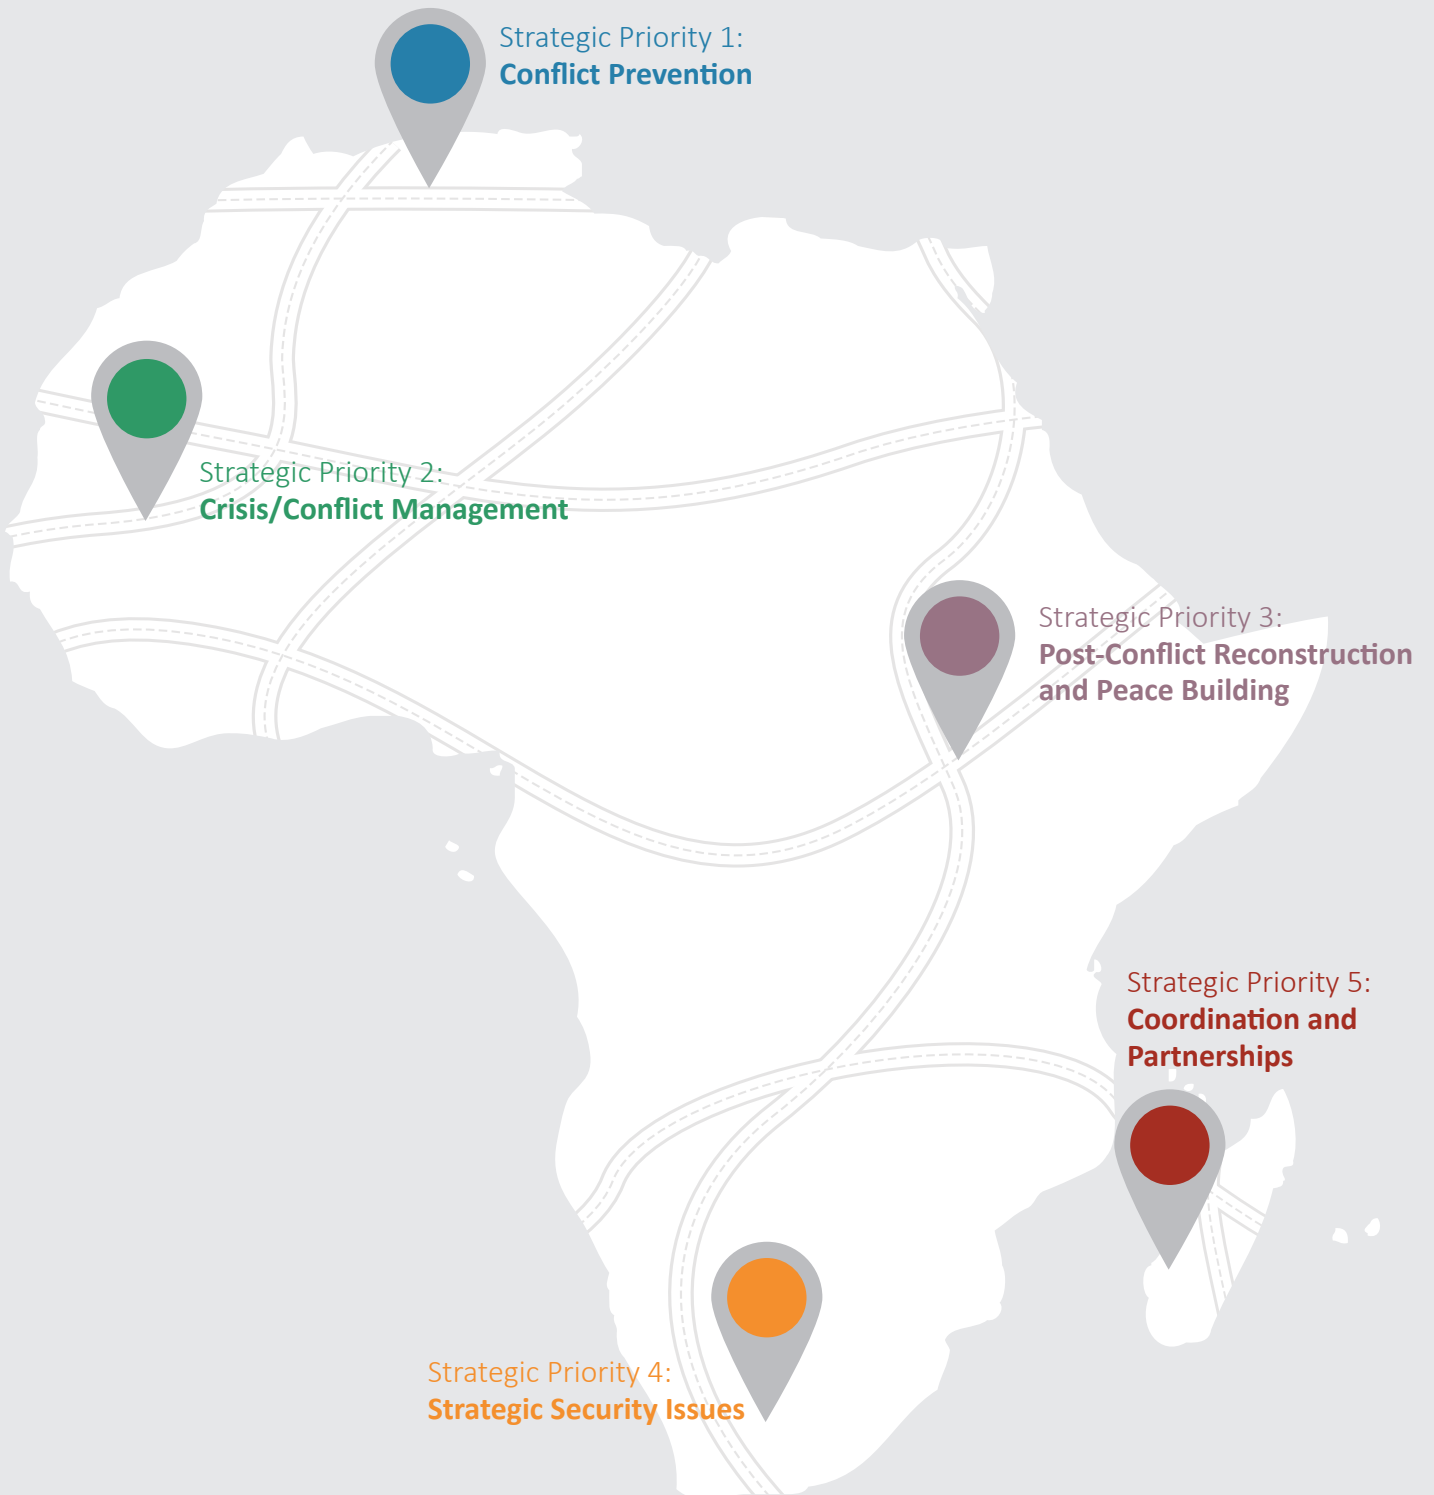 Strategic Priority 1:
Conflict Prevention
Strategic Priority 2:
Crisis/Conflict Management
Strategic Priority 3:
Post-Conflict Reconstruction
and Peace Building
Strategic Priority 5:
Coordination and
Partnerships
Strategic Priority 4:
Strategic Security Issues